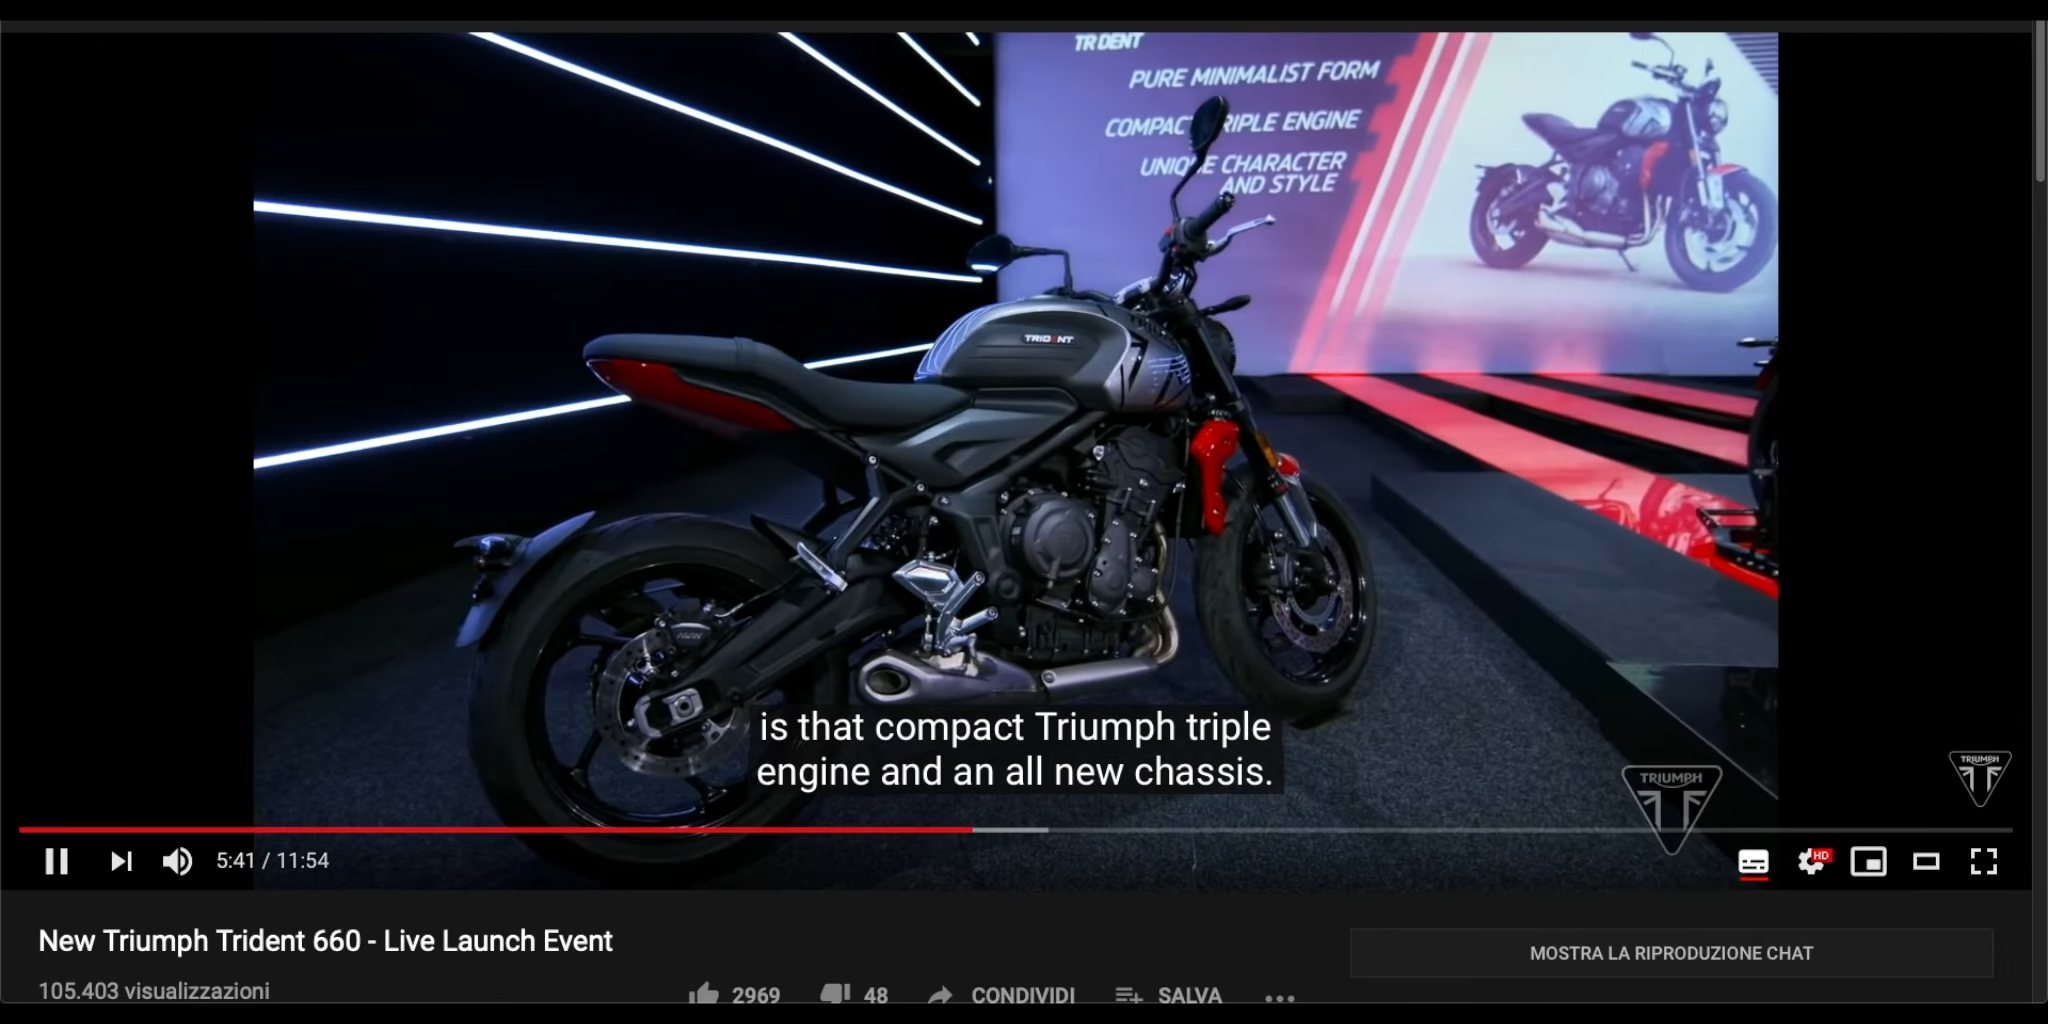 TR DENT
PURE MINIMALIST FORM
COMPAC RIPLE ENGINE
UNIQ E CHARACTER
AND STYLE
TRIDENT
is that compact Triumph triple
engine and an all new chassis.
TRIUMPH
TRIUMPH
5:41 / 11:54
HD
New Triumph Trident 660 - Live Launch Event
MOSTRA LA RIPRODUZIONE CHAT
105.403 visualizzazioni
2969
48
CONDIVIDI
SALVA